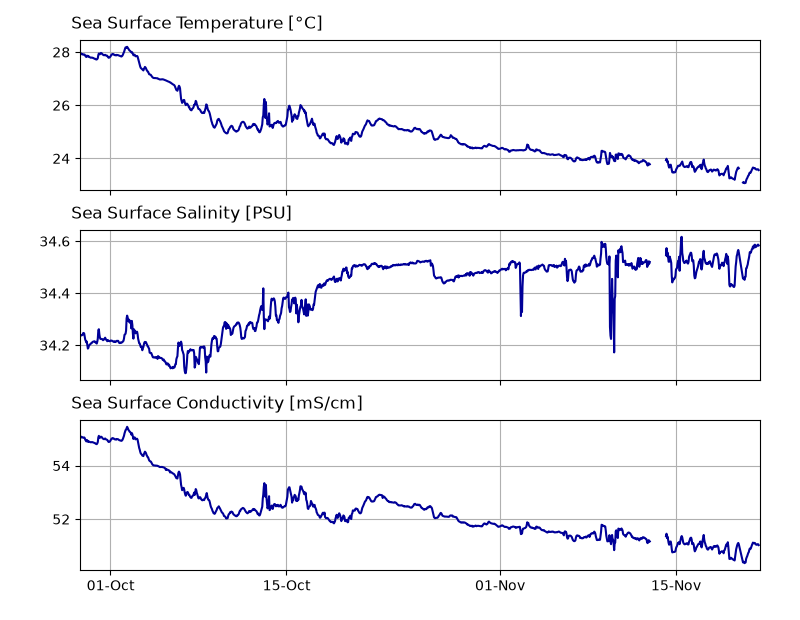 Sea Surface Temperature [°C]
28
26
24
Sea Surface Salinity [PSU]
34.6
34.4
34.2
Sea Surface Conductivity [mS/cm]
54
52
01-Oct 15-Oct 01-Nov 15-Nov